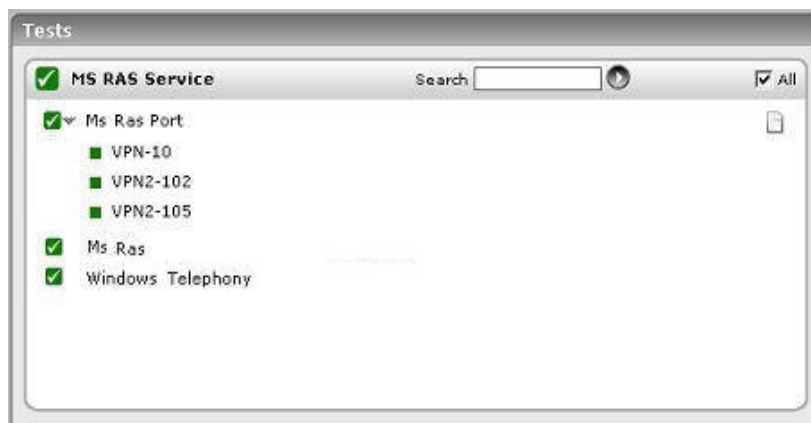 Tests
MS RAS Service Search All
Ms Ras Port
VPN-10
VPN2-102
VPN2-105
Ms Ras
Windows Telephony